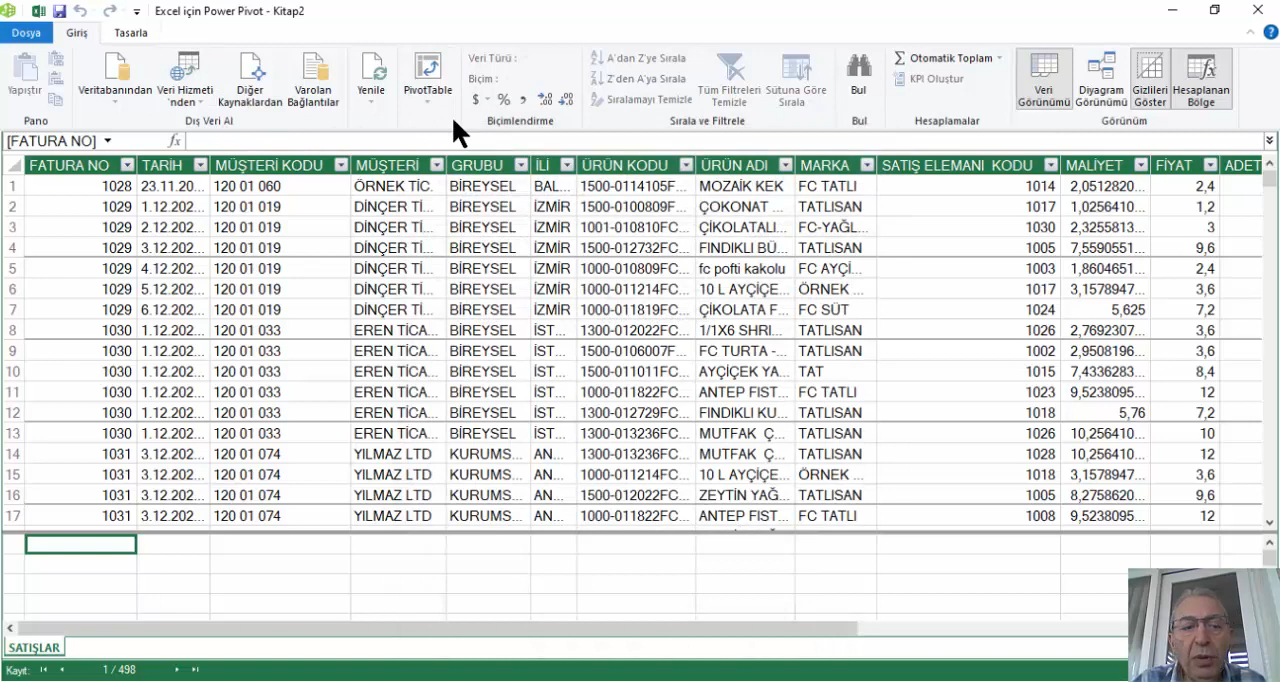 Excel için Power Pivot - Kitap2
Dosya Giriş Tasarla
Yapıştır
Pano
Veritabanından
Veri Hizmeti 'nden
Diğer Kaynaklardan
Varolan Bağlantılar
Dış Veri Al
Yenile
PivotTable
Veri Türü :
Biçim :
$ % ,
Biçimlendirme
A'dan Z'ye Sırala
Z'den A'ya Sırala
Sıralamayı Temizle
Tüm Filtreleri Temizle
Sütuna Göre Sırala
Sırala ve Filtrele
Bul
Bul
Otomatik Toplam
KPI Oluştur
Hesaplamalar
Veri Görünümü
Diyagram Görünümü
Gizlileri Göster
Hesaplanan Bölge
Görünüm
[FATURA NO] fx
FATURA NO TARİH MÜŞTERİ KODU MÜŞTERİ GRUBU İLİ ÜRÜN KODU ÜRÜN ADI MARKA SATIŞ ELEMANI KODU MALİYET FİYAT ADET
1 1028 23.11.20... 120 01 060 ÖRNEK TİC. BİREYSEL BAL... 1500-0114105F... MOZAİK KEK FC TATLI 1014 2,0512820... 2,4
2 1029 1.12.202... 120 01 019 DİNÇER Tİ... BİREYSEL İZMİR 1500-0100809F... ÇOKONAT ... TATLISAN 1017 1,0256410... 1,2
3 1029 2.12.202... 120 01 019 DİNÇER Tİ... BİREYSEL İZMİR 1001-010810FC... ÇİKOLATALI... FC-YAĞL... 1030 2,3255813... 3
4 1029 3.12.202... 120 01 019 DİNÇER Tİ... BİREYSEL İZMİR 1500-012732FC... FINDIKLI BÜ... TATLISAN 1005 7,5590551... 9,6
5 1029 4.12.202... 120 01 019 DİNÇER Tİ... BİREYSEL İZMİR 1000-010809FC... fc pofti kakolu FC AYÇİ... 1003 1,8604651... 2,4
6 1029 5.12.202... 120 01 019 DİNÇER Tİ... BİREYSEL İZMİR 1000-011214FC... 10 L AYÇİÇE... ÖRNEK ... 1017 3,1578947... 3,6
7 1029 6.12.202... 120 01 019 DİNÇER Tİ... BİREYSEL İZMİR 1000-011819FC... ÇİKOLATA F... FC SÜT 1024 5,625 7,2
8 1030 1.12.202... 120 01 033 EREN TİCA... BİREYSEL İST... 1300-012022FC... 1/1X6 SHRI... TATLISAN 1026 2,7692307... 3,6
9 1030 1.12.202... 120 01 033 EREN TİCA... BİREYSEL İST... 1500-0106007F... FC TURTA -... TATLISAN 1002 2,9508196... 3,6
10 1030 1.12.202... 120 01 033 EREN TİCA... BİREYSEL İST... 1500-011011FC... AYÇİÇEK YA... TAT 1015 7,4336283... 8,4
11 1030 1.12.202... 120 01 033 EREN TİCA... BİREYSEL İST... 1000-011822FC... ANTEP FIST... FC TATLI 1023 9,5238095... 12
12 1030 1.12.202... 120 01 033 EREN TİCA... BİREYSEL İST... 1300-012729FC... FINDIKLI KU... TATLISAN 1018 5,76 7,2
13 1030 1.12.202... 120 01 033 EREN TİCA... BİREYSEL İST... 1300-013236FC... MUTFAK Ç... TATLISAN 1026 10,256410... 10
14 1031 3.12.202... 120 01 074 YILMAZ LTD KURUMS... AN... 1300-013236FC... MUTFAK Ç... TATLISAN 1028 10,256410... 12
15 1031 3.12.202... 120 01 074 YILMAZ LTD KURUMS... AN... 1000-011214FC... 10 L AYÇİÇE... ÖRNEK ... 1018 3,1578947... 3,6
16 1031 3.12.202... 120 01 074 YILMAZ LTD KURUMS... AN... 1500-012022FC... ZEYTİN YAĞ... TATLISAN 1005 8,2758620... 9,6
17 1031 3.12.202... 120 01 074 YILMAZ LTD KURUMS... AN... 1000-011822FC... ANTEP FIST... FC TATLI 1008 9,5238095... 12
SATIŞLAR
Kayıt: 1 / 498